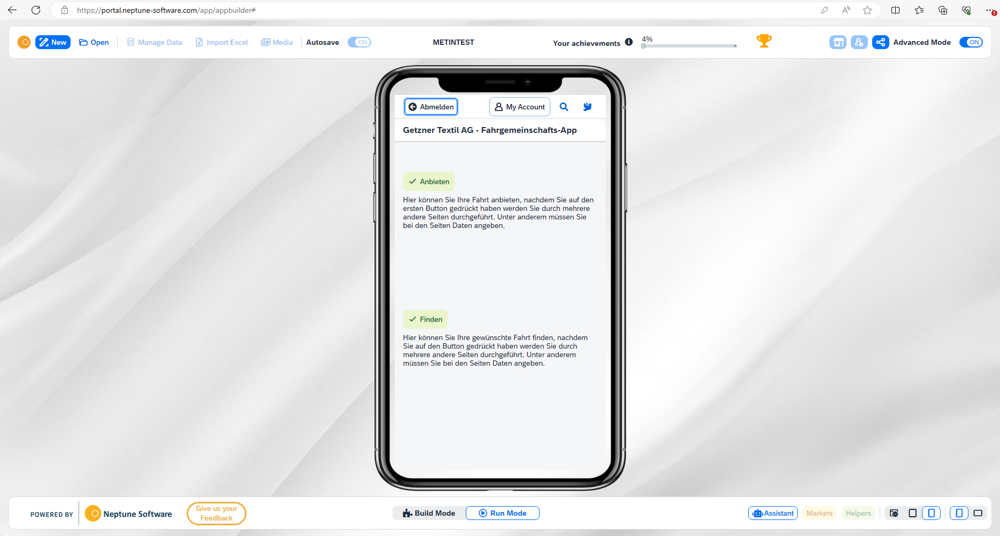 https://portal.neptune-software.com/app/appbuilder#
New Open Manage Data Import Excel Media Autosave ON METINTEST Your achievements 4% Advanced Mode ON
Abmelden My Account
Getzner Textil AG - Fahrgemeinschafts-App
Anbieten
Hier können Sie Ihre Fahrt anbieten, nachdem Sie auf den
ersten Button gedrückt haben werden Sie durch mehrere
andere Seiten durchgeführt. Unter anderem müssen Sie
bei den Seiten Daten angeben.
Finden
Hier können Sie Ihre gewünschte Fahrt finden, nachdem
Sie auf den Button gedrückt haben werden Sie durch
mehrere andere Seiten durchgeführt. Unter anderem
müssen Sie bei den Seiten Daten angeben.
POWERED BY Neptune Software
Give us your
Feedback
Build Mode Run Mode
Assistant Markers Helpers